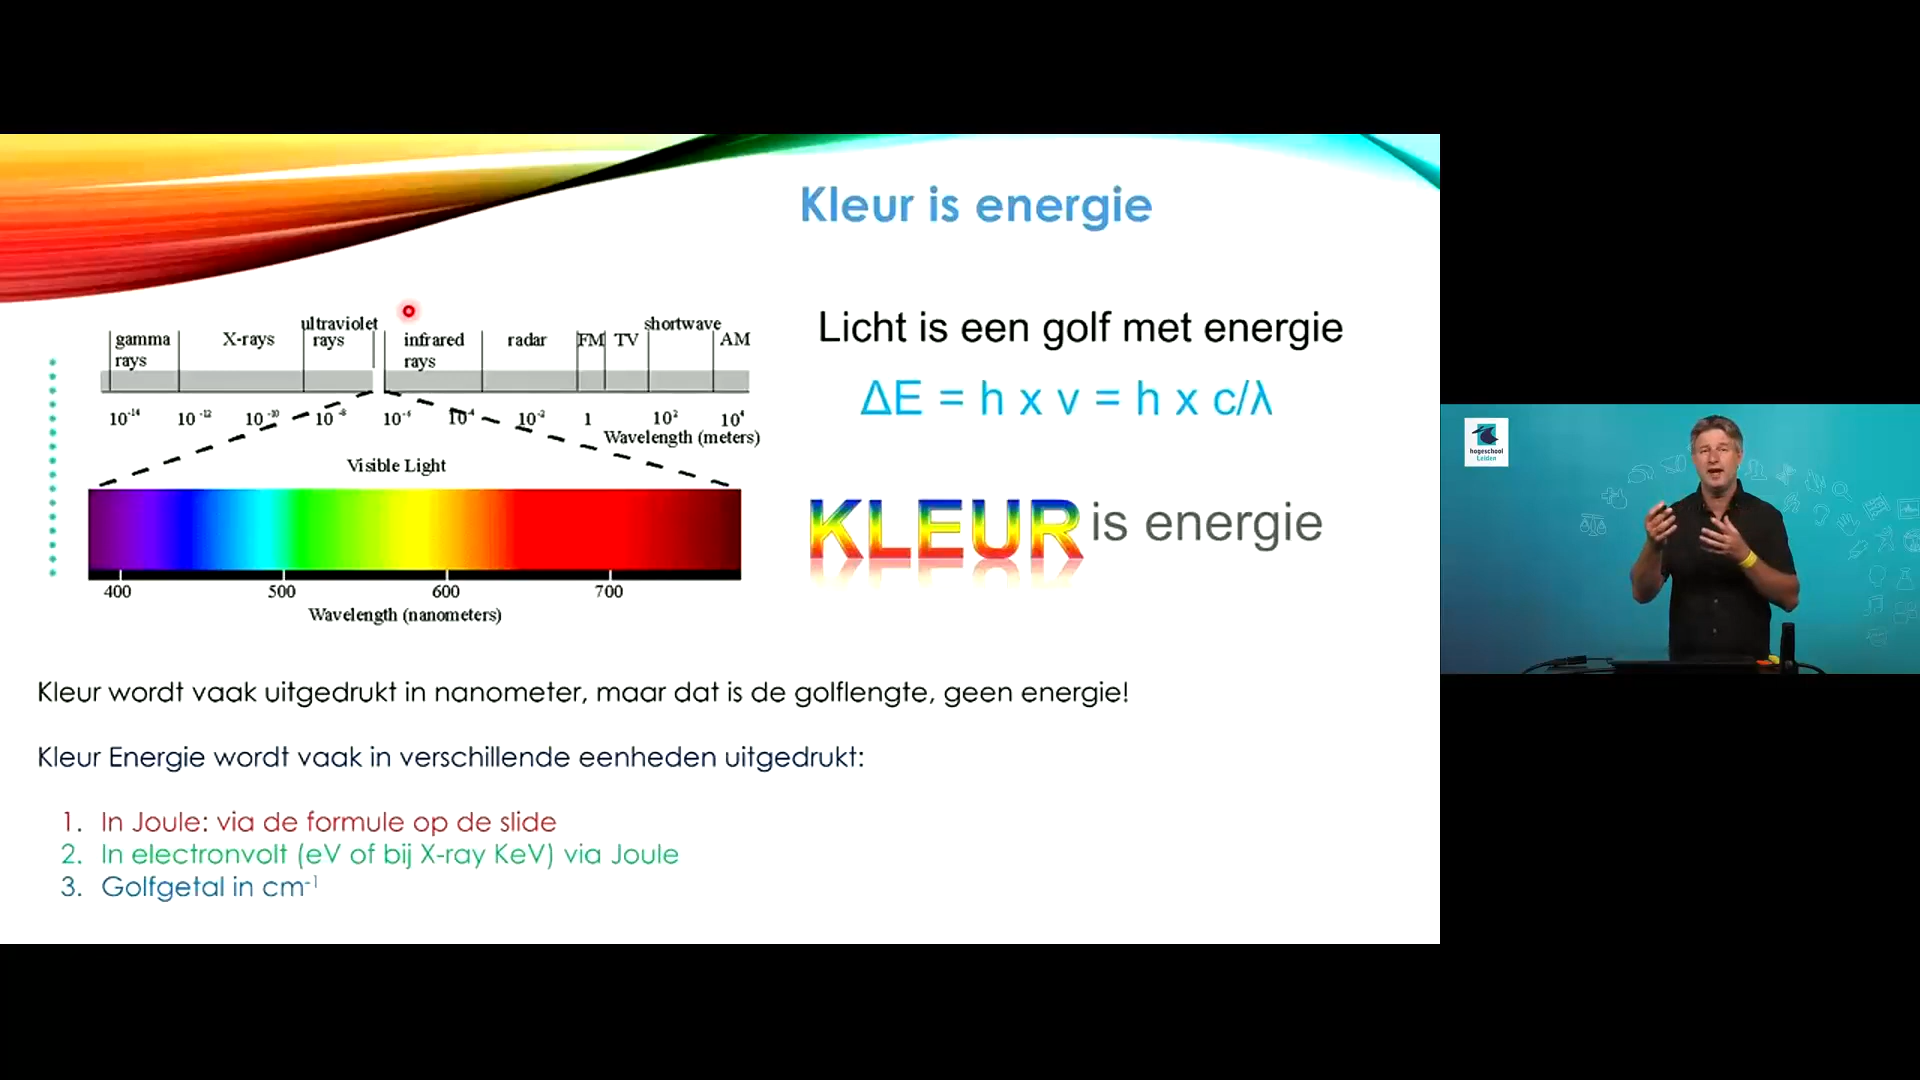 Kleur is energie
gamma rays
X-rays
ultraviolet rays
infrared rays
radar
FM
TV
shortwave
AM
10⁻¹⁴ 10⁻¹² 10⁻¹⁰ 10⁻⁸ 10⁻⁶ 10⁻⁴ 10⁻² 1 10² 10⁴
Wavelength (meters)
Visible Light
400 500 600 700
Wavelength (nanometers)
Licht is een golf met energie
ΔE = h x v = h x c/λ
KLEUR is energie
Kleur wordt vaak uitgedrukt in nanometer, maar dat is de golflengte, geen energie!
Kleur Energie wordt vaak in verschillende eenheden uitgedrukt:
1. In Joule: via de formule op de slide
2. In electronvolt (eV of bij X-ray KeV) via Joule
3. Golfgetal in cm⁻¹
hogeschool
Leiden